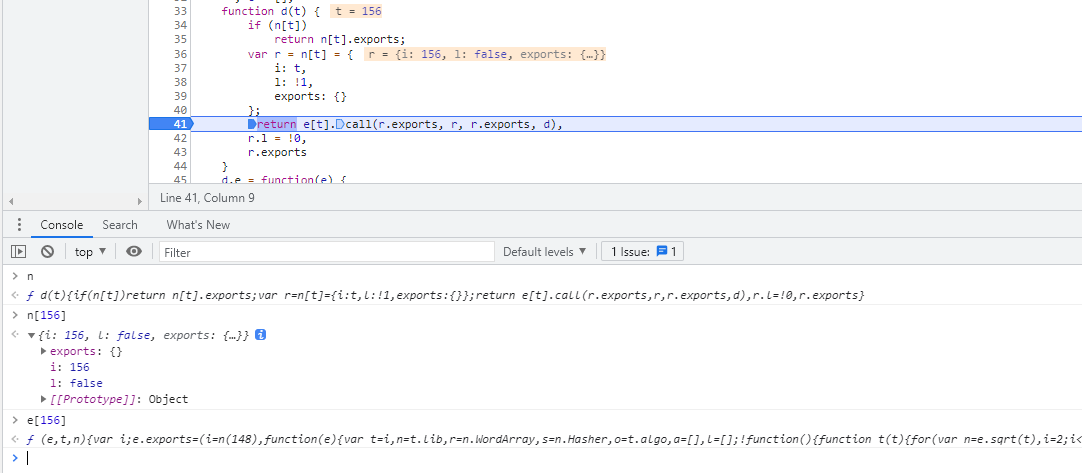 33 function d(t) { t = 156
34 if (n[t])
35 return n[t].exports;
36 var r = n[t] = { r = {i: 156, l: false, exports: {…}}
37 i: t,
38 l: !1,
39 exports: {}
40 };
41 return e[t].call(r.exports, r, r.exports, d),
42 r.l = !0,
43 r.exports
44 }
45 d.e = function(e) {
Line 41, Column 9
Console Search What's New
top ▼ Filter Default levels ▼ 1 Issue: 1
> n
ƒ d(t){if(n[t])return n[t].exports;var r=n[t]={i:t,l:!1,exports:{}};return e[t].call(r.exports,r,r.exports,d),r.l=!0,r.exports}
> n[156]
▼{i: 156, l: false, exports: {…}} i
▶ exports: {}
i: 156
l: false
▶ [[Prototype]]: Object
> e[156]
ƒ (e,t,n){var i;e.exports=(i=n(148),function(e){var t=i,n=t.lib,r=n.WordArray,s=n.Hasher,o=t.algo,a=[],l=[];!function(){function t(t){for(var n=e.sqrt(t),i=2;i<
>